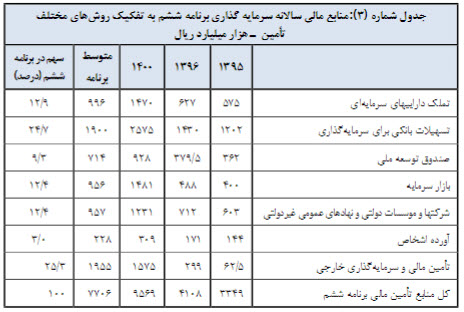 جدول شماره (۳): منابع مالی سالانه سرمایه گذاری برنامه ششم به تفکیک روش‌های مختلف
تأمین -هزار میلیارد ریال
۱۳۹۵ ۱۳۹۶ ۱۴۰۰ متوسط برنامه سهم در برنامه ششم (درصد)
تملک داراییهای سرمایه‌ای ۵۷۵ ۶۲۷ ۱۴۷۰ ۹۹۶ ۱۲/۹
تسهیلات بانکی برای سرمایه‌گذاری ۱۲۰۲ ۱۴۳۰ ۲۵۷۵ ۱۹۰۰ ۲۴/۷
صندوق توسعه ملی ۳۶۲ ۳۷۹/۵ ۹۲۸ ۷۱۴ ۹/۳
بازار سرمایه ۴۰۰ ۴۸۸ ۱۴۸۱ ۹۵۶ ۱۲/۴
شرکتها و موسسات دولتی و نهادهای عمومی غیردولتی ۶۰۳ ۷۱۲ ۱۲۳۱ ۹۵۷ ۱۲/۴
آورده اشخاص ۱۴۴ ۱۷۱ ۳۰۹ ۲۲۸ ۳/۰
تأمین مالی و سرمایه‌گذاری خارجی ۶۲/۵ ۲۹۹ ۱۵۷۵ ۱۹۵۵ ۲۵/۳
کل منابع تأمین مالی برنامه ششم ۳۳۴۹ ۴۱۰۸ ۹۵۶۹ ۷۷۰۶ ۱۰۰